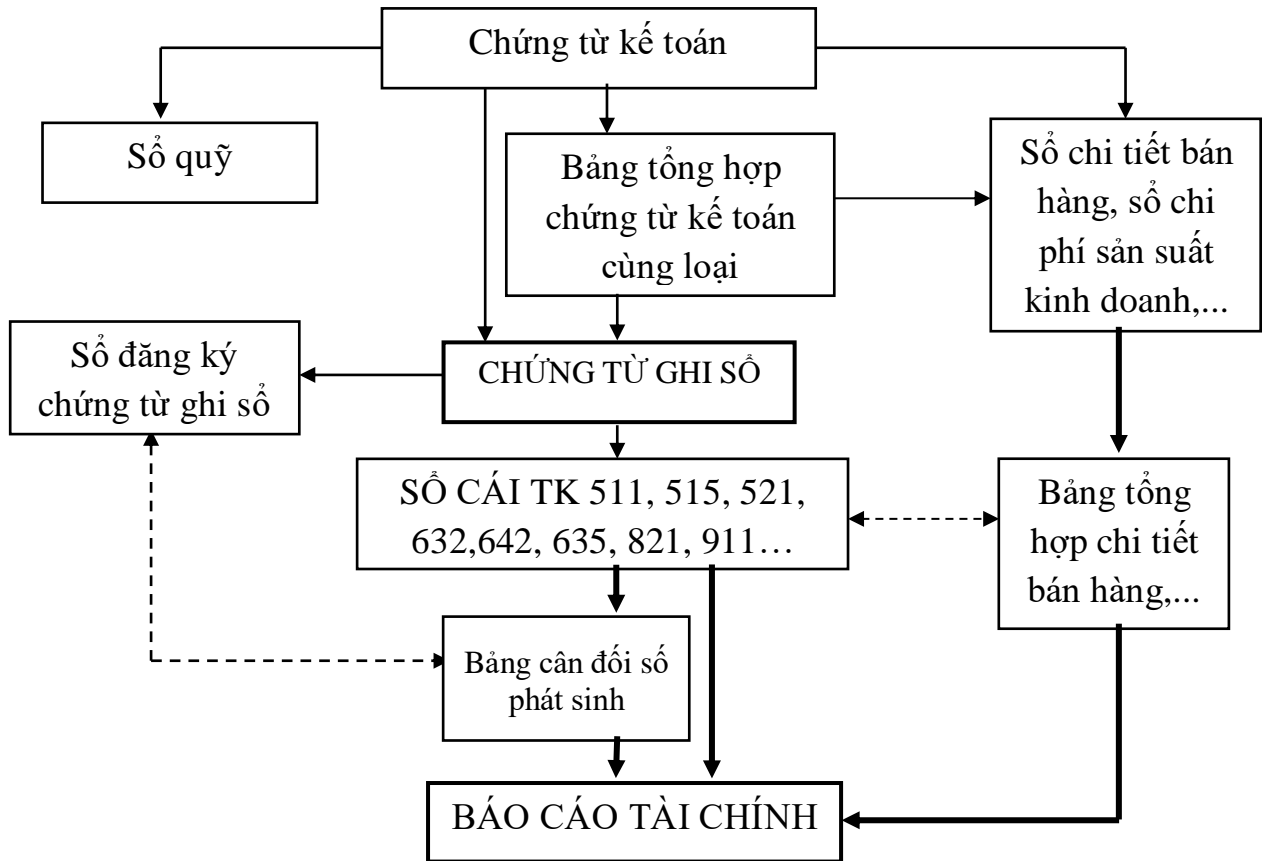 Chứng từ kế toán
Sổ quỹ
Bảng tổng hợp
chứng từ kế toán
cùng loại
Sổ chi tiết bán
hàng, sổ chi
phí sản suất
kinh doanh,...
Sổ đăng ký
chứng từ ghi sổ
CHỨNG TỪ GHI SỔ
SỔ CÁI TK 511, 515, 521,
632,642, 635, 821, 911…
Bảng tổng
hợp chi tiết
bán hàng,...
Bảng cân đối số
phát sinh
BÁO CÁO TÀI CHÍNH